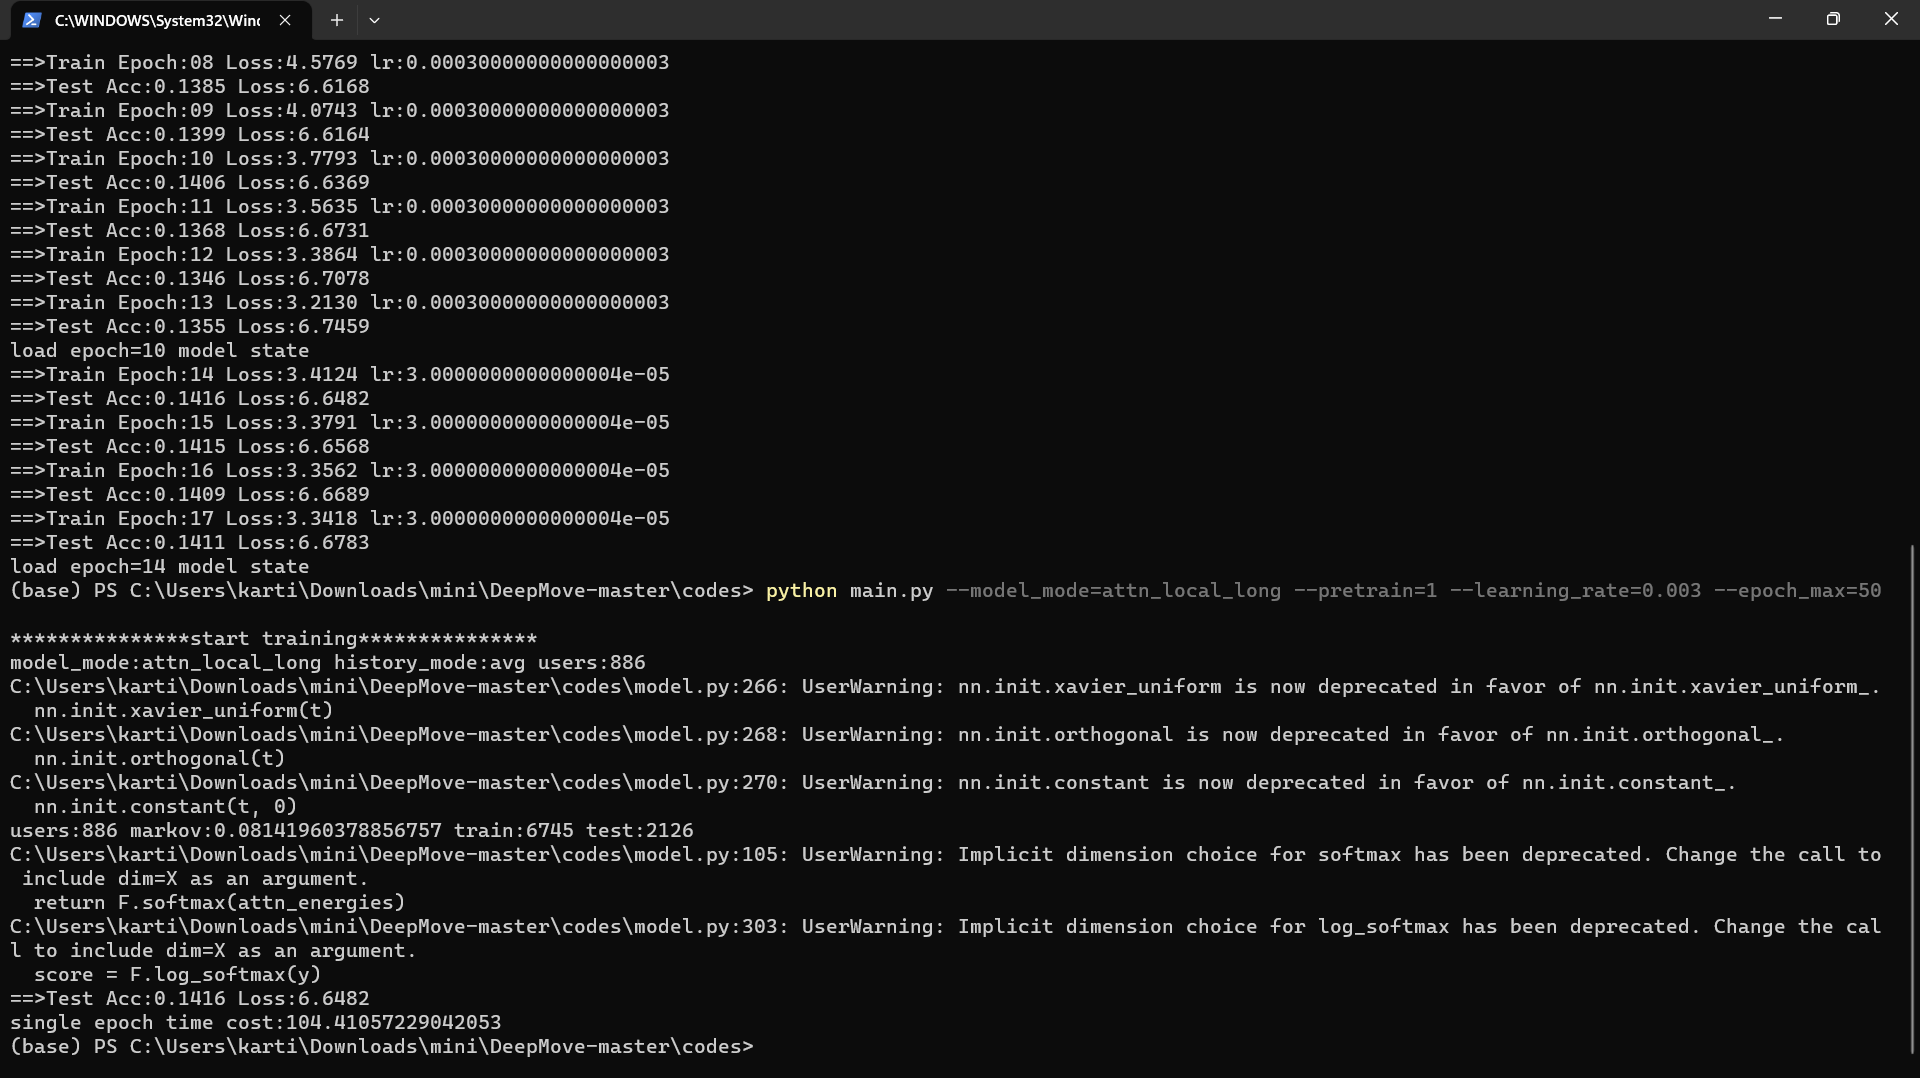 C:\WINDOWS\System32\Wind
==>Train Epoch:08 Loss:4.5769 lr:0.00030000000000000003
==>Test Acc:0.1385 Loss:6.6168
==>Train Epoch:09 Loss:4.0743 lr:0.00030000000000000003
==>Test Acc:0.1399 Loss:6.6164
==>Train Epoch:10 Loss:3.7793 lr:0.00030000000000000003
==>Test Acc:0.1406 Loss:6.6369
==>Train Epoch:11 Loss:3.5635 lr:0.00030000000000000003
==>Test Acc:0.1368 Loss:6.6731
==>Train Epoch:12 Loss:3.3864 lr:0.00030000000000000003
==>Test Acc:0.1346 Loss:6.7078
==>Train Epoch:13 Loss:3.2130 lr:0.00030000000000000003
==>Test Acc:0.1355 Loss:6.7459
load epoch=10 model state
==>Train Epoch:14 Loss:3.4124 lr:3.0000000000000004e-05
==>Test Acc:0.1416 Loss:6.6482
==>Train Epoch:15 Loss:3.3791 lr:3.0000000000000004e-05
==>Test Acc:0.1415 Loss:6.6568
==>Train Epoch:16 Loss:3.3562 lr:3.0000000000000004e-05
==>Test Acc:0.1409 Loss:6.6689
==>Train Epoch:17 Loss:3.3418 lr:3.0000000000000004e-05
==>Test Acc:0.1411 Loss:6.6783
load epoch=14 model state
(base) PS C:\Users\karti\Downloads\mini\DeepMove-master\codes> python main.py --model_mode=attn_local_long --pretrain=1 --learning_rate=0.003 --epoch_max=50
***************start training***************
model_mode:attn_local_long history_mode:avg users:886
C:\Users\karti\Downloads\mini\DeepMove-master\codes\model.py:266: UserWarning: nn.init.xavier_uniform is now deprecated in favor of nn.init.xavier_uniform_.
nn.init.xavier_uniform(t)
C:\Users\karti\Downloads\mini\DeepMove-master\codes\model.py:268: UserWarning: nn.init.orthogonal is now deprecated in favor of nn.init.orthogonal_.
nn.init.orthogonal(t)
C:\Users\karti\Downloads\mini\DeepMove-master\codes\model.py:270: UserWarning: nn.init.constant is now deprecated in favor of nn.init.constant_.
nn.init.constant(t, 0)
users:886 markov:0.08141960378856757 train:6745 test:2126
C:\Users\karti\Downloads\mini\DeepMove-master\codes\model.py:105: UserWarning: Implicit dimension choice for softmax has been deprecated. Change the call to
include dim=X as an argument.
return F.softmax(attn_energies)
C:\Users\karti\Downloads\mini\DeepMove-master\codes\model.py:303: UserWarning: Implicit dimension choice for log_softmax has been deprecated. Change the cal
l to include dim=X as an argument.
score = F.log_softmax(y)
==>Test Acc:0.1416 Loss:6.6482
single epoch time cost:104.41057229042053
(base) PS C:\Users\karti\Downloads\mini\DeepMove-master\codes>